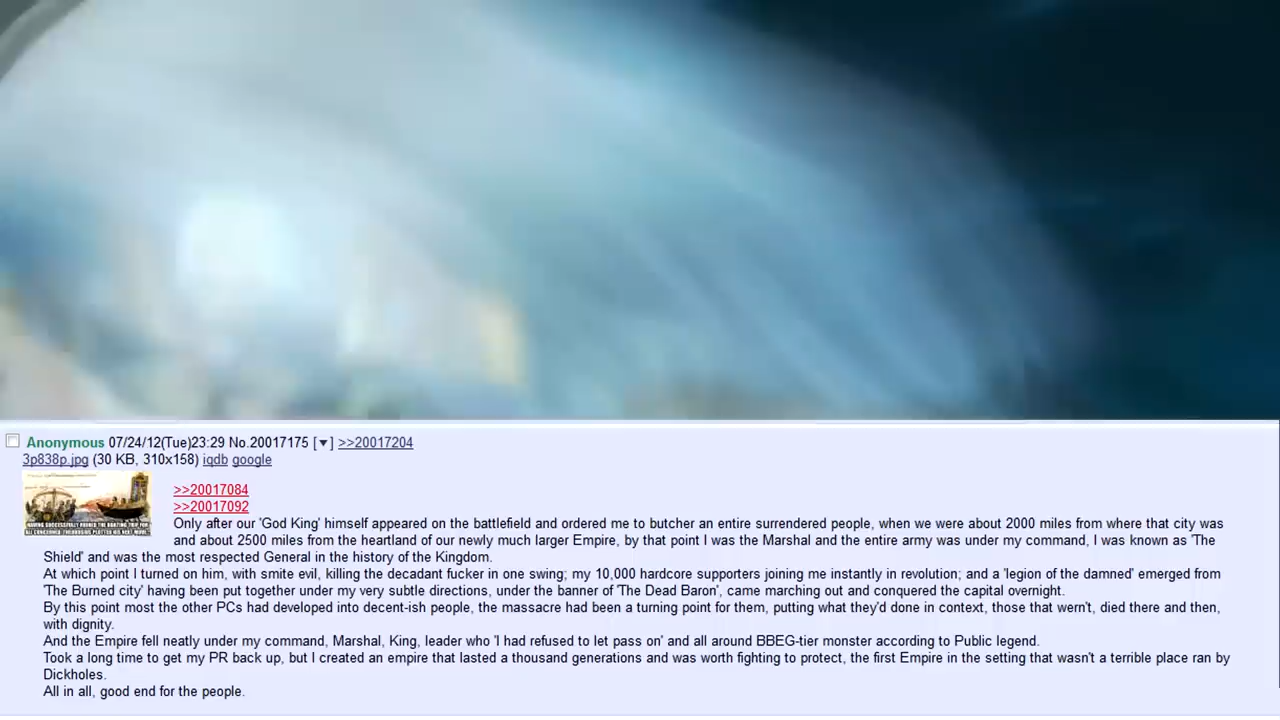 Anonymous 07/24/12(Tue)23:29 No.20017175 [▼] >>20017204
3p838p.jpg (30 KB, 310x158) iqdb google
>>20017084
>>20017092
Only after our 'God King' himself appeared on the battlefield and ordered me to butcher an entire surrendered people, when we were about 2000 miles from where that city was
and about 2500 miles from the heartland of our newly much larger Empire, by that point I was the Marshal and the entire army was under my command, I was known as 'The
Shield' and was the most respected General in the history of the Kingdom.
At which point I turned on him, with smite evil, killing the decadant fucker in one swing; my 10,000 hardcore supporters joining me instantly in revolution; and a 'legion of the damned' emerged from
'The Burned city' having been put together under my very subtle directions, under the banner of 'The Dead Baron', came marching out and conquered the capital overnight.
By this point most the other PCs had developed into decent-ish people, the massacre had been a turning point for them, putting what they'd done in context, those that wern't, died there and then,
with dignity.
And the Empire fell neatly under my command, Marshal, King, leader who 'I had refused to let pass on' and all around BBEG-tier monster according to Public legend.
Took a long time to get my PR back up, but I created an empire that lasted a thousand generations and was worth fighting to protect, the first Empire in the setting that wasn't a terrible place ran by
Dickholes.
All in all, good end for the people.
HAVING SUCCESSFULLY RUINED THE BOATING TRIP FOR
ALL CONCERNED